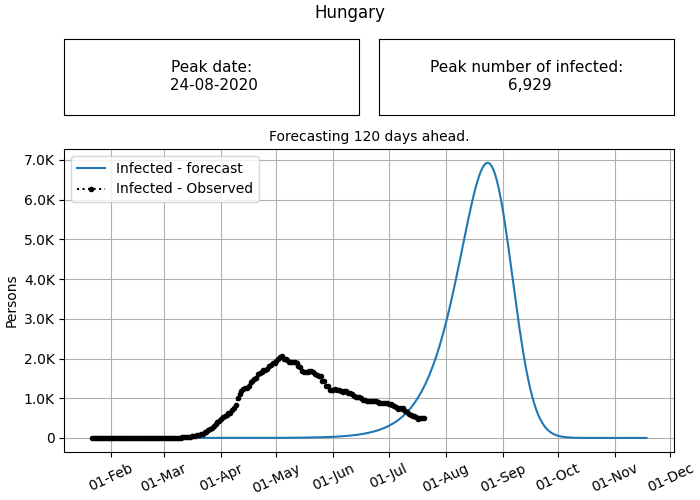 Hungary
Peak date:
24-08-2020
Peak number of infected:
6,929
Forecasting 120 days ahead.
Infected - forecast
Infected - Observed
Persons
7.0K
6.0K
5.0K
4.0K
3.0K
2.0K
1.0K
0
01-Feb
01-Mar
01-Apr
01-May
01-Jun
01-Jul
01-Aug
01-Sep
01-Oct
01-Nov
01-Dec